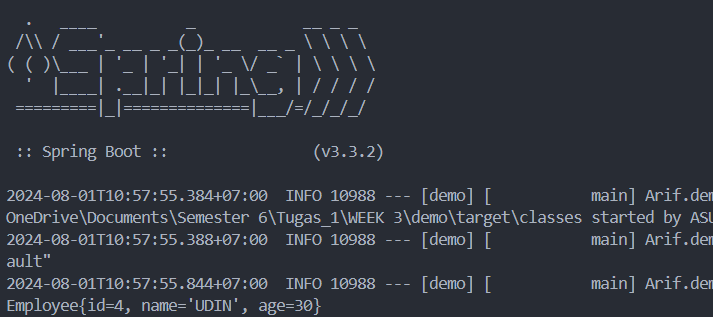 .   ____          _            __ _ _
 /\\ / ___'_ __ _ _(_)_ __  __ _ \ \ \ \
( ( )\___ | '_ | '_| | '_ \/ _` | \ \ \ \
  '  |____| .__|_| |_|_| |_\__, | / / / /
 =========|_|==============|___/=/_/_/_/
 :: Spring Boot ::                (v3.3.2)
2024-08-01T10:57:55.384+07:00  INFO 10988 --- [demo] [           main] Arif.dem
OneDrive\Documents\Semester 6\Tugas_1\WEEK 3\demo\target\classes started by ASU
2024-08-01T10:57:55.388+07:00  INFO 10988 --- [demo] [           main] Arif.dem
ault"
2024-08-01T10:57:55.844+07:00  INFO 10988 --- [demo] [           main] Arif.dem
Employee{id=4, name='UDIN', age=30}